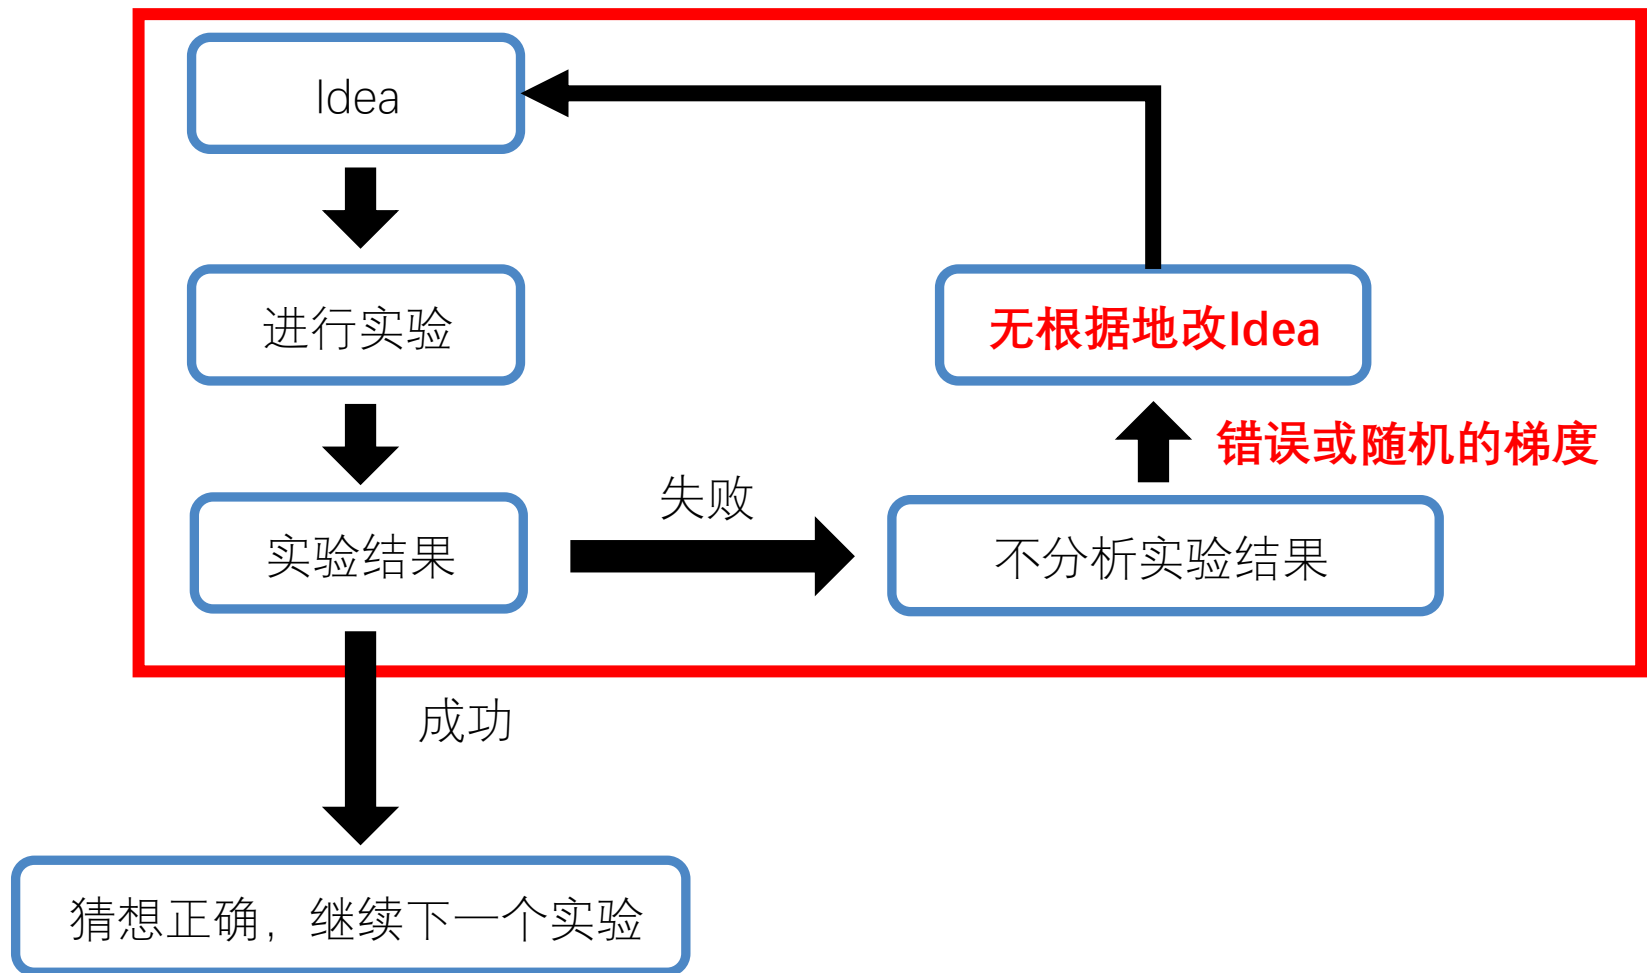 Idea
进行实验
无根据地改Idea
错误或随机的梯度
失败
实验结果
不分析实验结果
成功
猜想正确，继续下一个实验